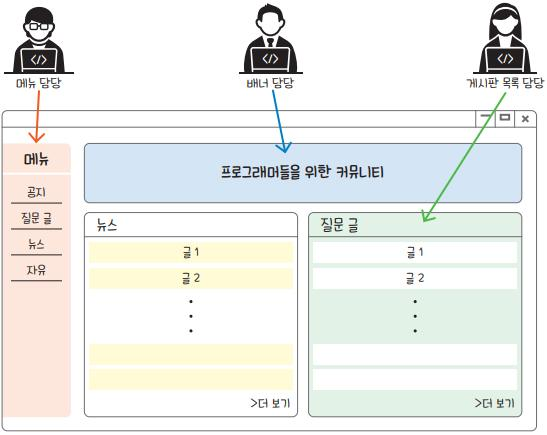 </> </> </>
메뉴 담당 배너 담당 게시판 목록 담당
메뉴
공지
질문 글
뉴스
자유
프로그래머들을 위한 커뮤니티
뉴스
글 1
글 2
>더 보기
질문 글
글 1
글 2
>더 보기